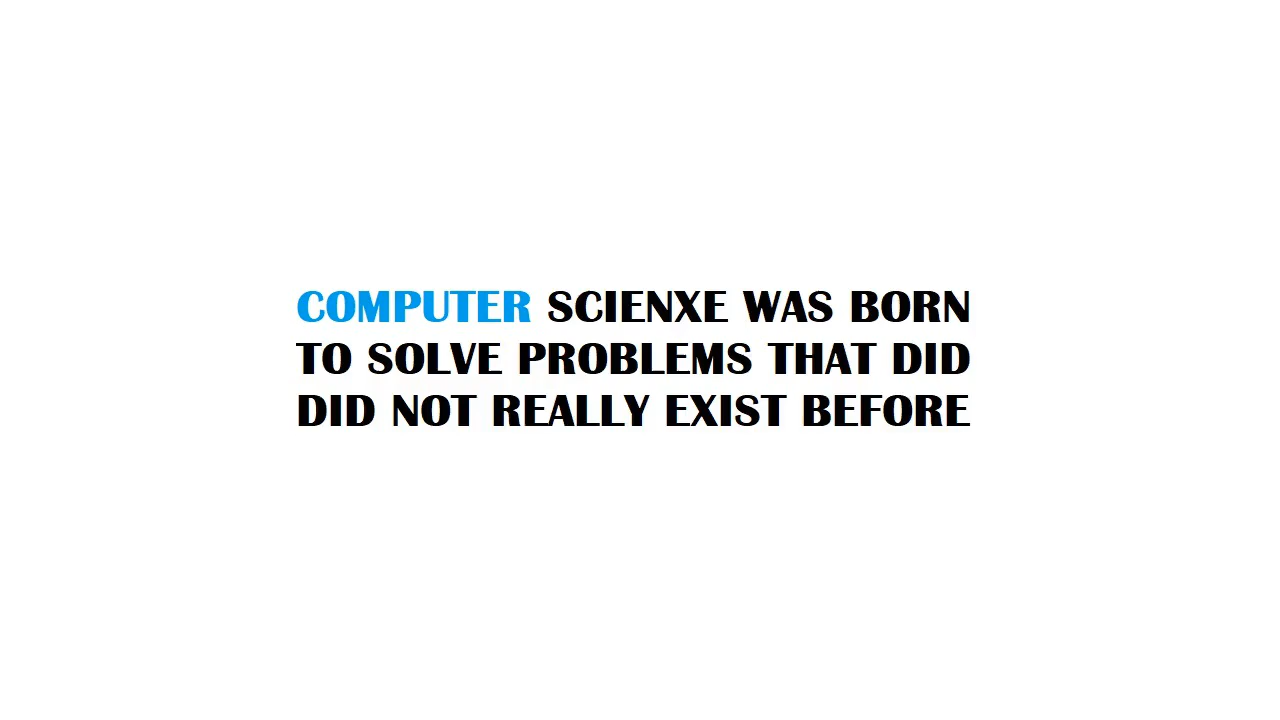 COMPUTER SCIENXE WAS BORN
TO SOLVE PROBLEMS THAT DID
DID NOT REALLY EXIST BEFORE